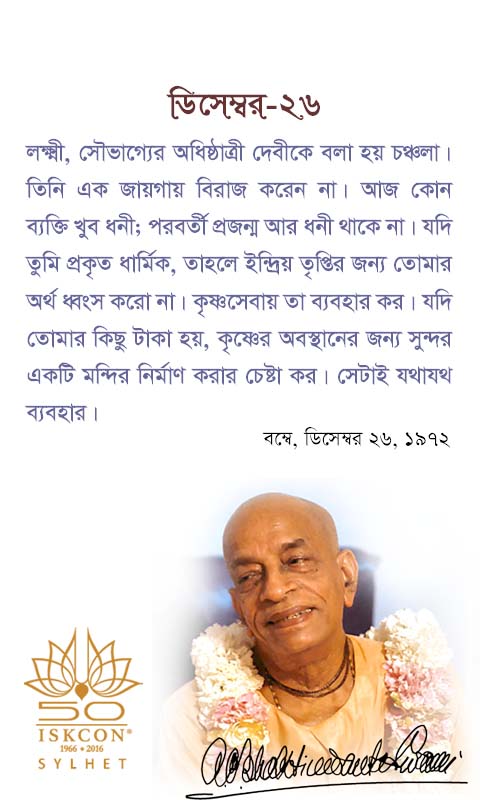 ডিসেম্বর-২৬
লক্ষ্মী, সৌভাগ্যের অধিষ্ঠাত্রী দেবীকে বলা হয় চঞ্চলা।
তিনি এক জায়গায় বিরাজ করেন না। আজ কোন
ব্যক্তি খুব ধনী; পরবর্তী প্রজন্ম আর ধনী থাকে না। যদি
তুমি প্রকৃত ধার্মিক, তাহলে ইন্দ্রিয় তৃপ্তির জন্য তোমার
অর্থ ধ্বংস করো না। কৃষ্ণসেবায় তা ব্যবহার কর। যদি
তোমার কিছু টাকা হয়, কৃষ্ণের অবস্থানের জন্য সুন্দর
একটি মন্দির নির্মাণ করার চেষ্টা কর। সেটাই যথাযথ
ব্যবহার।
বম্বে, ডিসেম্বর ২৬, ১৯৭২
50
ISKCON®
1966 • 2016
SYLHET
A.C. Bhaktivedanta Swami